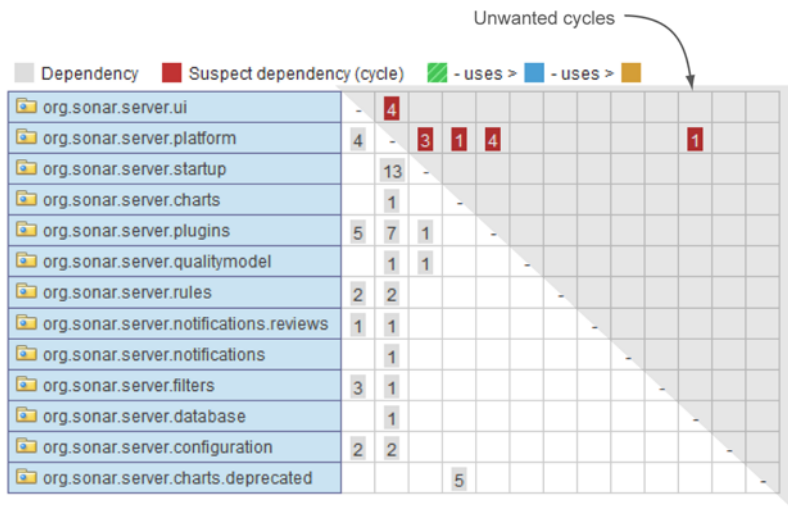 Unwanted cycles
Dependency Suspect dependency (cycle) - uses > - uses >
org.sonar.server.ui - 4
org.sonar.server.platform 4 - 3 1 4 1
org.sonar.server.startup 13 -
org.sonar.server.charts 1 -
org.sonar.server.plugins 5 7 1 -
org.sonar.server.qualitymodel 1 1 -
org.sonar.server.rules 2 2 -
org.sonar.server.notifications.reviews 1 1 -
org.sonar.server.notifications 1 -
org.sonar.server.filters 3 1 -
org.sonar.server.database 1 -
org.sonar.server.configuration 2 2 -
org.sonar.server.charts.deprecated 5 -